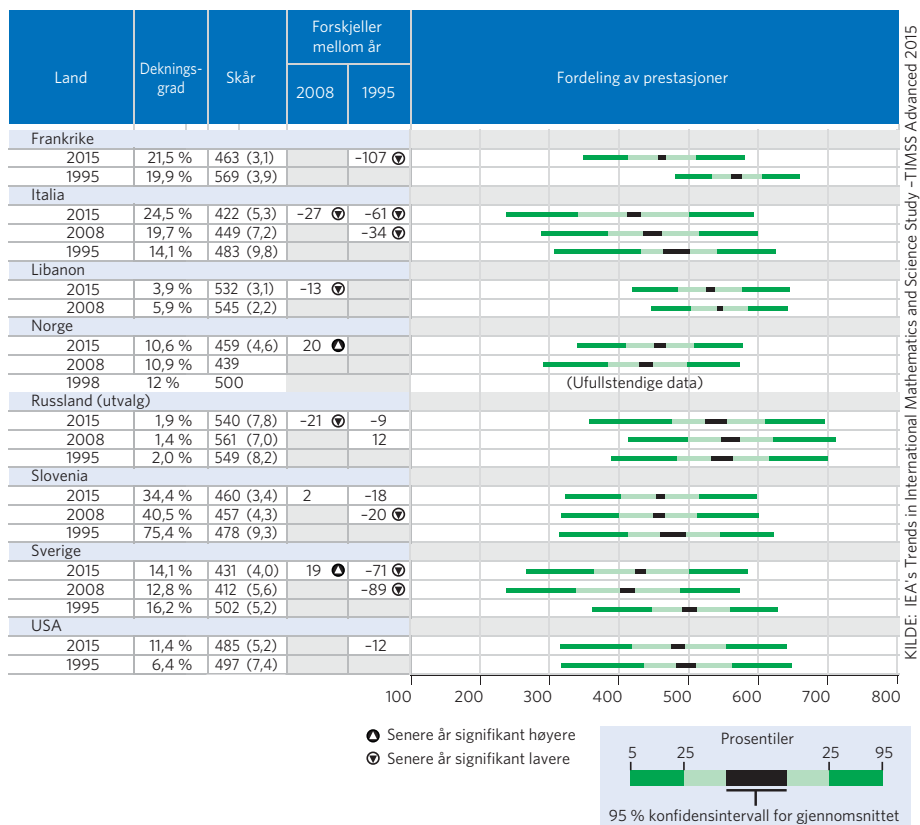 Land Deknings-grad Skår Forskjeller mellom år Fordeling av prestasjoner
2008 1995
Frankrike
2015 21,5 % 463 (3,1) –107
1995 19,9 % 569 (3,9)
Italia
2015 24,5 % 422 (5,3) –27 –61
2008 19,7 % 449 (7,2) –34
1995 14,1 % 483 (9,8)
Libanon
2015 3,9 % 532 (3,1) –13
2008 5,9 % 545 (2,2)
Norge
2015 10,6 % 459 (4,6) 20
2008 10,9 % 439
1998 12 % 500 (Ufullstendige data)
Russland (utvalg)
2015 1,9 % 540 (7,8) –21 –9
2008 1,4 % 561 (7,0) 12
1995 2,0 % 549 (8,2)
Slovenia
2015 34,4 % 460 (3,4) 2 –18
2008 40,5 % 457 (4,3) –20
1995 75,4 % 478 (9,3)
Sverige
2015 14,1 % 431 (4,0) 19 –71
2008 12,8 % 412 (5,6) –89
1995 16,2 % 502 (5,2)
USA
2015 11,4 % 485 (5,2) –12
1995 6,4 % 497 (7,4)
100 200 300 400 500 600 700 800
Senere år signifikant høyere
Senere år signifikant lavere
Prosentiler
5 25 25 95
95 % konfidensintervall for gjennomsnittet
KILDE: IEA's Trends in International Mathematics and Science Study –TIMSS Advanced 2015